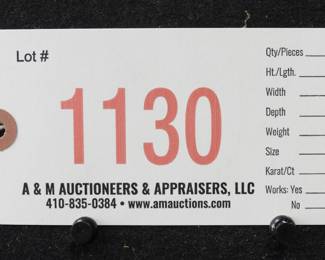 Lot #
1130
A & M AUCTIONEERS & APPRAISERS, LLC
410-835-0384 • www.amauctions.com
Qty/Pieces
Ht./Lgth.
Width
Depth
Weight
Size
Karat/Ct
Works: Yes
No